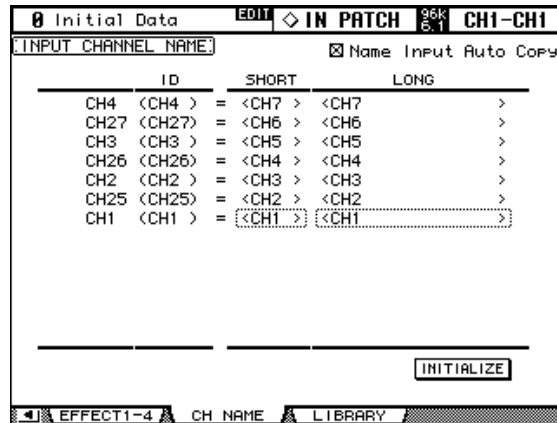 0 Initial Data EDIT ◇ IN PATCH 96k 6.1 CH1-CH1
INPUT CHANNEL NAME ☒ Name Input Auto Copy
ID SHORT LONG
CH4 (CH4 ) = <CH7 > <CH7 >
CH27 (CH27) = <CH6 > <CH6 >
CH3 (CH3 ) = <CH5 > <CH5 >
CH26 (CH26) = <CH4 > <CH4 >
CH2 (CH2 ) = <CH3 > <CH3 >
CH25 (CH25) = <CH2 > <CH2 >
CH1 (CH1 ) = <CH1 > <CH1 >
INITIALIZE
EFFECT1-4 CH NAME LIBRARY